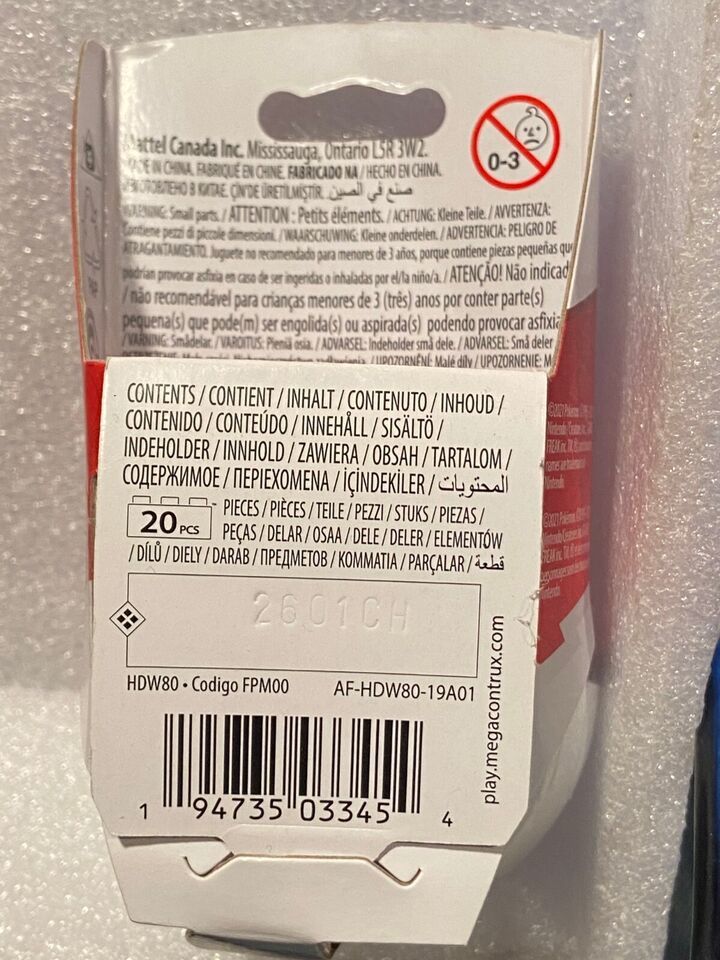 Mattel Canada Inc. Mississauga, Ontario L5R 3W2.
MADE IN CHINA. FABRIQUÉ EN CHINE. FABRICADO NA / HECHO EN CHINA.
В КИТАЕ. ÇİN'DE ÜRETİLMİŞTİR. صنع في الصين
WARNING: Small parts. / ATTENTION : Petits éléments. / ACHTUNG: Kleine Teile. / AVVERTENZA:
Contiene pezzi di piccole dimensioni. / WAARSCHUWING: Kleine onderdelen. / ADVERTENCIA: PELIGRO DE
ATRAGANTAMIENTO. Juguete no recomendado para menores de 3 años, porque contiene piezas pequeñas que
podrían provocar asfixia en caso de ser ingeridas o inhaladas por el/la niño/a. / ATENÇÃO! Não indicad
/ não recomendável para crianças menores de 3 (três) anos por conter parte(s)
pequena(s) que pode(m) ser engolida(s) ou aspirada(s) podendo provocar asfixia
/ VARNING: Smådelar. / VAROITUS: Pieniä osia. / ADVARSEL: Indeholder små dele. / ADVARSEL: Små deler
/ UPOZORNĚNÍ: Malé díly / UPOZORNENIE: M
0-3
CONTENTS / CONTIENT / INHALT / CONTENUTO / INHOUD /
CONTENIDO / CONTEÚDO / INNEHÅLL / SISÄLTÖ /
INDEHOLDER / INNHOLD / ZAWIERA / OBSAH / TARTALOM /
СОДЕРЖИМОЕ / ΠΕΡΙΕΧΟΜΕΝΑ / İÇİNDEKİLER / المحتويات
20 PCS
PIECES / PIÈCES / TEILE / PEZZI / STUKS / PIEZAS /
PEÇAS / DELAR / OSAA / DELE / DELER / ELEMENTÓW
/ DÍLŮ / DIELY / DARAB / ПРЕДМЕТОВ / ΚΟΜΜΑΤΙΑ / PARÇALAR / قطعة
2601CH
HDW80 • Codigo FPM00 AF-HDW80-19A01
1 94735 03345 4
play.megacontrux.com
©2021 Pokémon